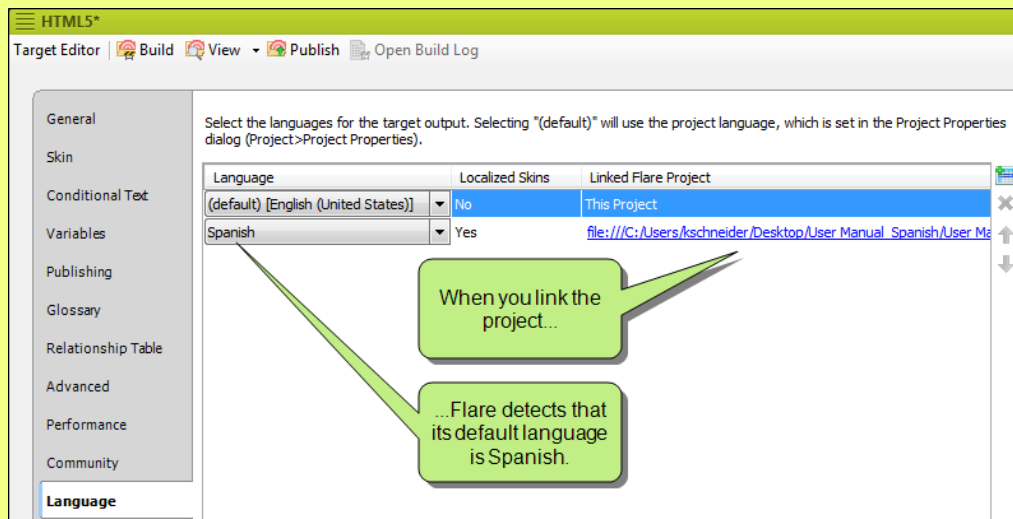 HTML5*
Target Editor Build View Publish Open Build Log
General
Skin
Conditional Text
Variables
Publishing
Glossary
Relationship Table
Advanced
Performance
Community
Language
Select the languages for the target output. Selecting "(default)" will use the project language, which is set in the Project Properties
dialog (Project>Project Properties).
Language Localized Skins Linked Flare Project
(default) [English (United States)] No This Project
Spanish Yes file:///C:/Users/kschneider/Desktop/User Manual_Spanish/User Ma
When you link the
project...
...Flare detects that
its default language
is Spanish.